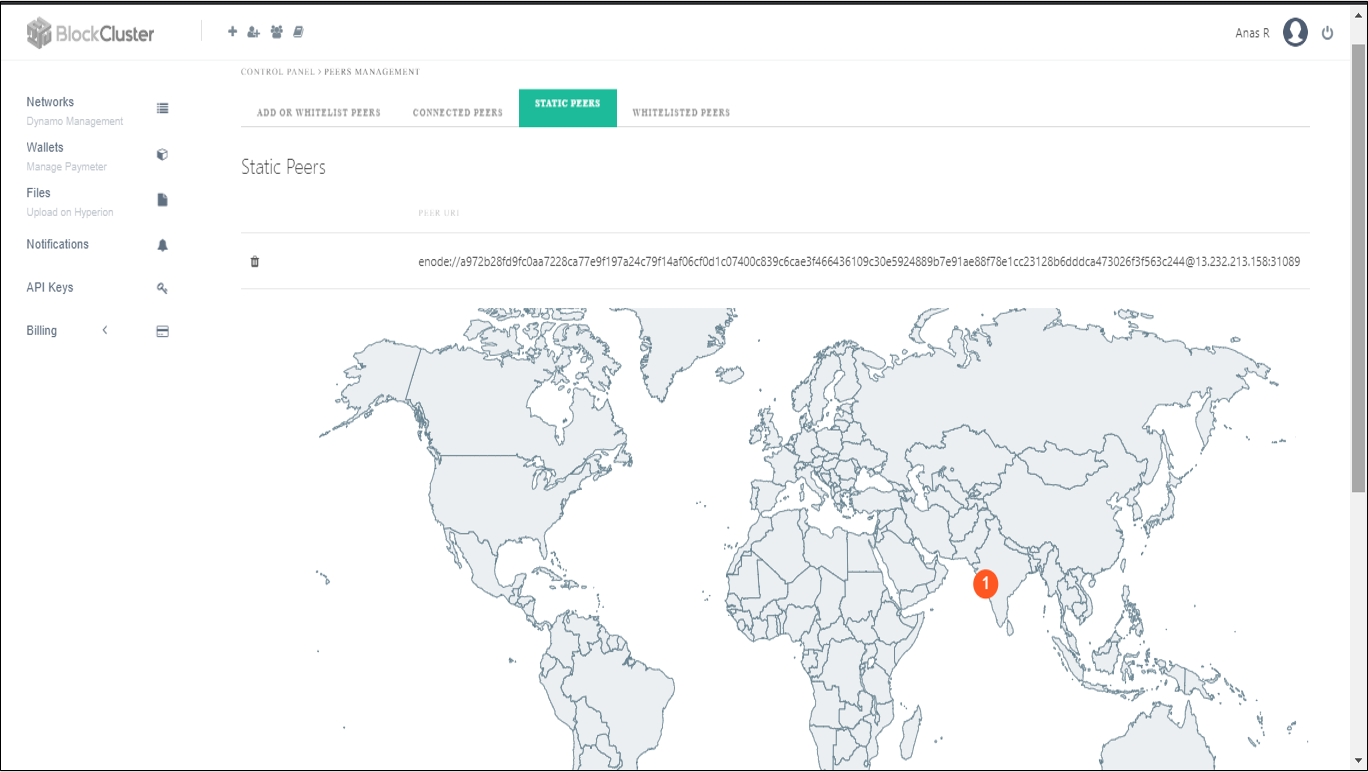 BlockCluster
Anas R
CONTROL PANEL > PEERS MANAGEMENT
ADD OR WHITELIST PEERS
CONNECTED PEERS
STATIC PEERS
WHITELISTED PEERS
Networks
Dynamo Management
Wallets
Manage Paymeter
Files
Upload on Hyperion
Notifications
API Keys
Billing
Static Peers
PEER URI
enode://a972b28fd9fc0aa7228ca77e9f197a24c79f14af06cf0d1c07400c839c6cae3f466436109c30e5924889b7e91ae88f78e1cc23128b6dddca473026f3f563c244@13.232.213.158:31089
1